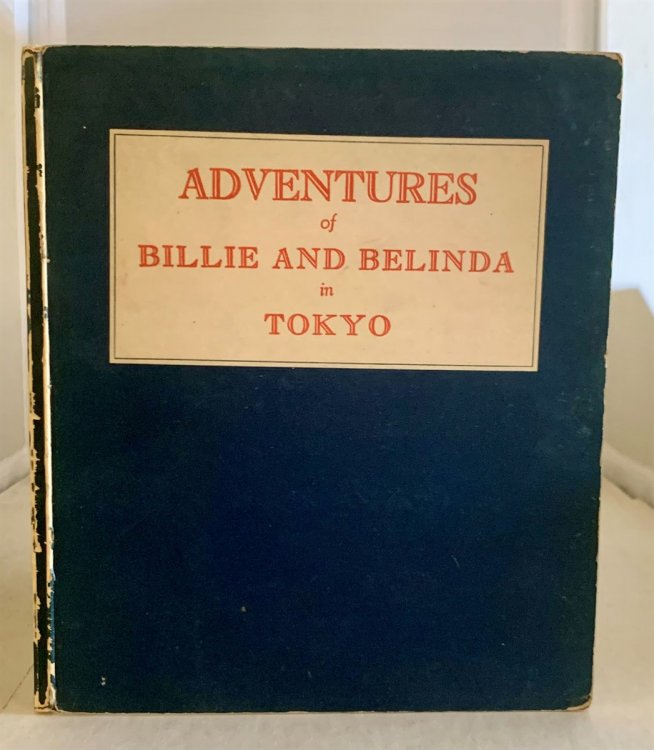 ADVENTURES
of
BILLIE AND BELINDA
in
TOKYO